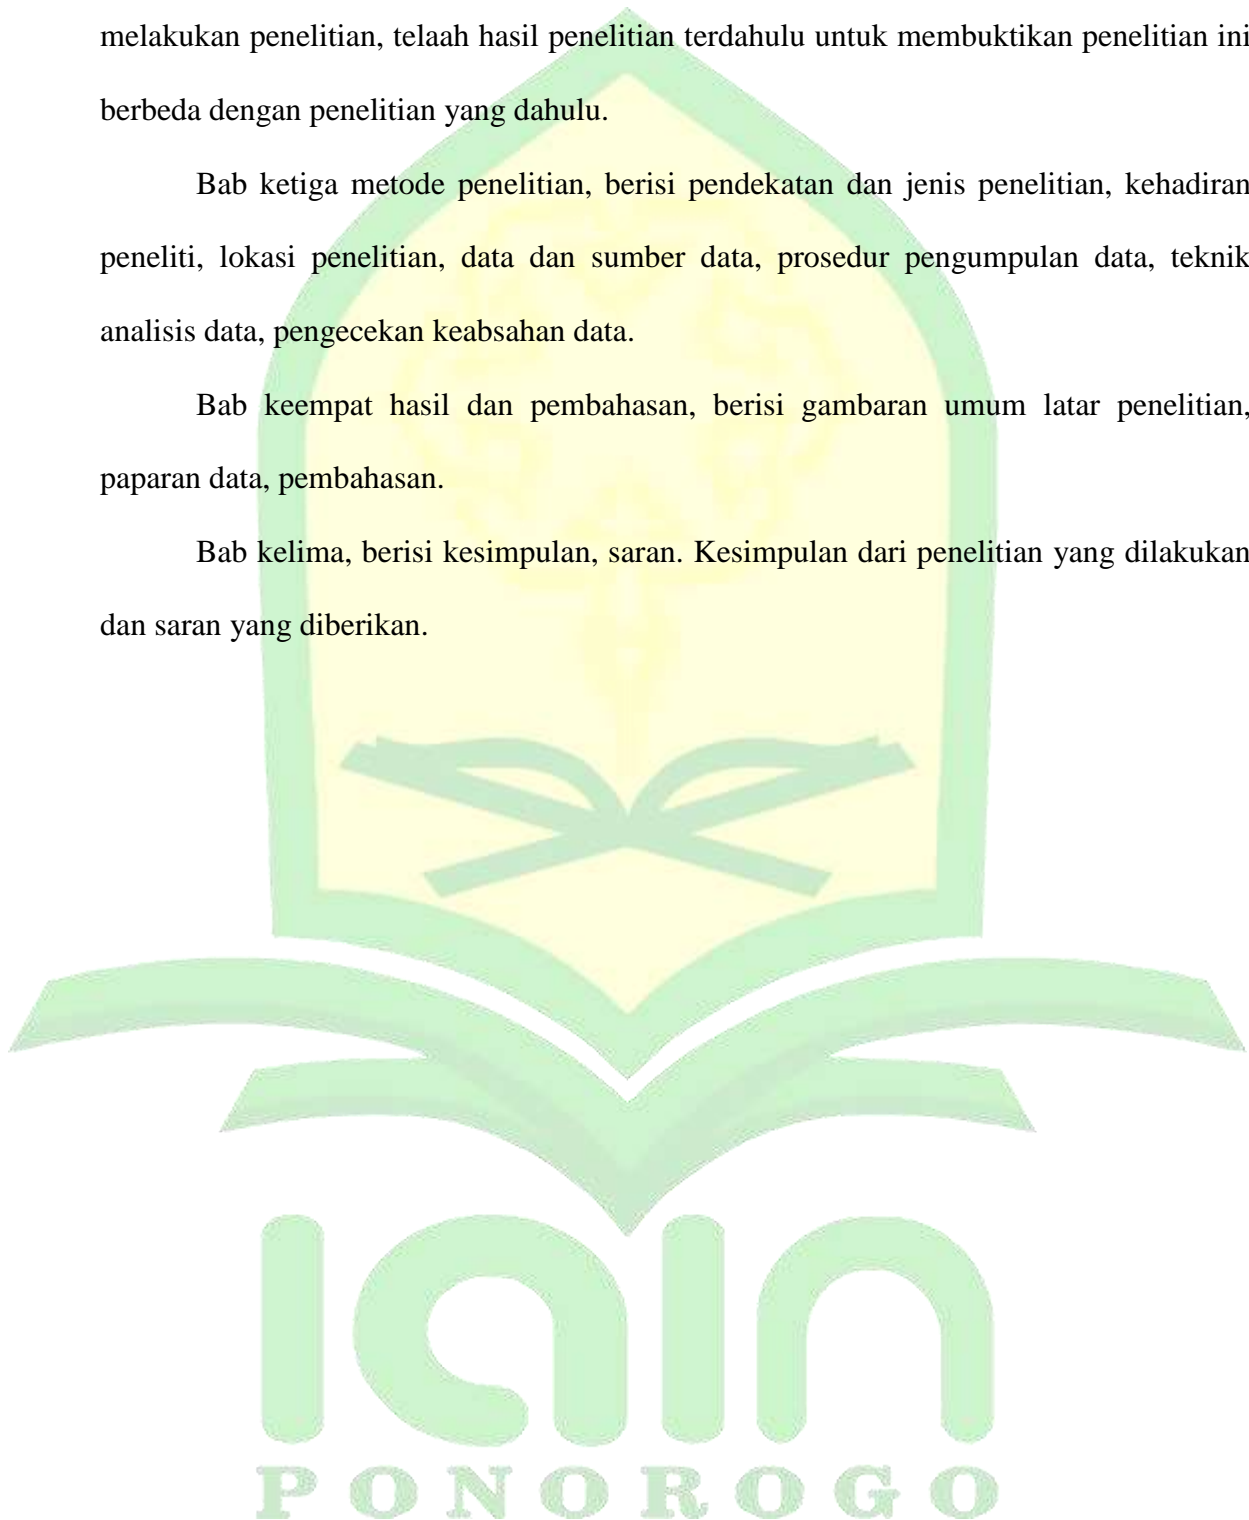 melakukan penelitian, telaah hasil penelitian terdahulu untuk membuktikan penelitian ini
berbeda dengan penelitian yang dahulu.
Bab ketiga metode penelitian, berisi pendekatan dan jenis penelitian, kehadiran
peneliti, lokasi penelitian, data dan sumber data, prosedur pengumpulan data, teknik
analisis data, pengecekan keabsahan data.
Bab keempat hasil dan pembahasan, berisi gambaran umum latar penelitian,
paparan data, pembahasan.
Bab kelima, berisi kesimpulan, saran. Kesimpulan dari penelitian yang dilakukan
dan saran yang diberikan.
IAIN
PONOROGO